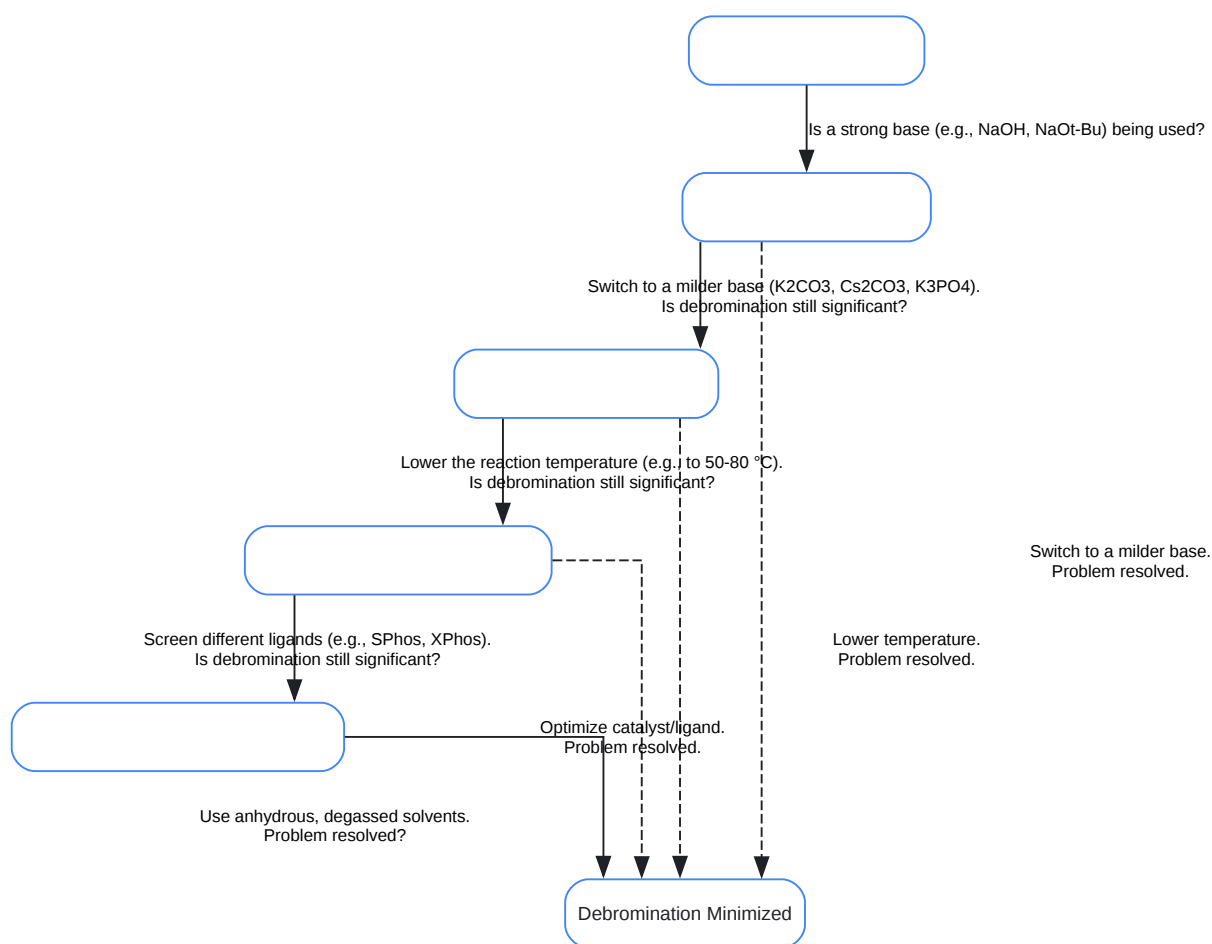 Is a strong base (e.g., NaOH, NaOt-Bu) being used?
Switch to a milder base (K2CO3, Cs2CO3, K3PO4).
Is debromination still significant?
Lower the reaction temperature (e.g., to 50-80 °C).
Is debromination still significant?
Switch to a milder base.
Problem resolved.
Screen different ligands (e.g., SPhos, XPhos).
Is debromination still significant?
Lower temperature.
Problem resolved.
Optimize catalyst/ligand.
Problem resolved.
Use anhydrous, degassed solvents.
Problem resolved?
Debromination Minimized